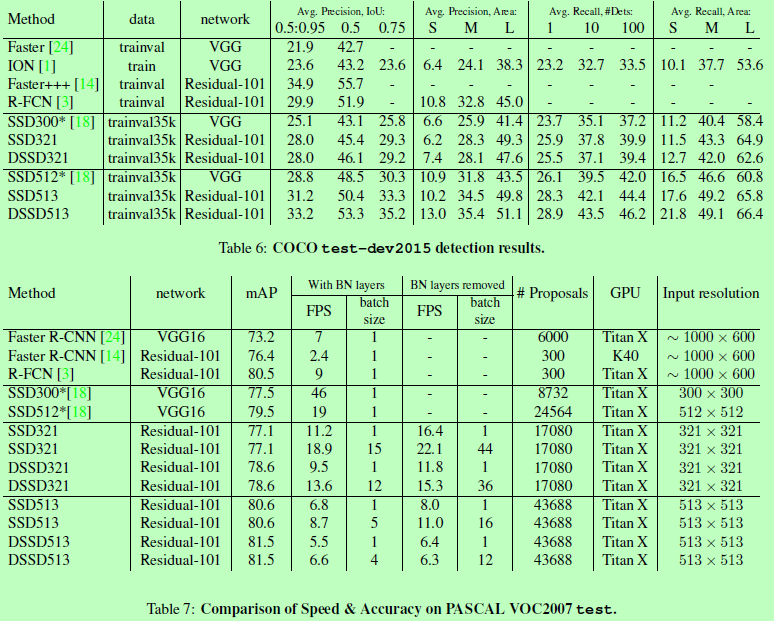 Method data network Avg. Precision, IoU: Avg. Precision, Area: Avg. Recall, #Dets: Avg. Recall, Area:
0.5:0.95 0.5 0.75 S M L 1 10 100 S M L
Faster [24] trainval VGG 21.9 42.7 - - - - - - - - - -
ION [1] train VGG 23.6 43.2 23.6 6.4 24.1 38.3 23.2 32.7 33.5 10.1 37.7 53.6
Faster+++ [14] trainval Residual-101 34.9 55.7 - - - - - - - - - -
R-FCN [3] trainval Residual-101 29.9 51.9 - 10.8 32.8 45.0 - - - - - -
SSD300* [18] trainval35k VGG 25.1 43.1 25.8 6.6 25.9 41.4 23.7 35.1 37.2 11.2 40.4 58.4
SSD321 trainval35k Residual-101 28.0 45.4 29.3 6.2 28.3 49.3 25.9 37.8 39.9 11.5 43.3 64.9
DSSD321 trainval35k Residual-101 28.0 46.1 29.2 7.4 28.1 47.6 25.5 37.1 39.4 12.7 42.0 62.6
SSD512* [18] trainval35k VGG 28.8 48.5 30.3 10.9 31.8 43.5 26.1 39.5 42.0 16.5 46.6 60.8
SSD513 trainval35k Residual-101 31.2 50.4 33.3 10.2 34.5 49.8 28.3 42.1 44.4 17.6 49.2 65.8
DSSD513 trainval35k Residual-101 33.2 53.3 35.2 13.0 35.4 51.1 28.9 43.5 46.2 21.8 49.1 66.4
Table 6: COCO test-dev2015 detection results.
Method network mAP With BN layers BN layers removed # Proposals GPU Input resolution
FPS batch size FPS batch size
Faster R-CNN [24] VGG16 73.2 7 1 - - 6000 Titan X ∼ 1000 × 600
Faster R-CNN [14] Residual-101 76.4 2.4 1 - - 300 K40 ∼ 1000 × 600
R-FCN [3] Residual-101 80.5 9 1 - - 300 Titan X ∼ 1000 × 600
SSD300*[18] VGG16 77.5 46 1 - - 8732 Titan X 300 × 300
SSD512*[18] VGG16 79.5 19 1 - - 24564 Titan X 512 × 512
SSD321 Residual-101 77.1 11.2 1 16.4 1 17080 Titan X 321 × 321
SSD321 Residual-101 77.1 18.9 15 22.1 44 17080 Titan X 321 × 321
DSSD321 Residual-101 78.6 9.5 1 11.8 1 17080 Titan X 321 × 321
DSSD321 Residual-101 78.6 13.6 12 15.3 36 17080 Titan X 321 × 321
SSD513 Residual-101 80.6 6.8 1 8.0 1 43688 Titan X 513 × 513
SSD513 Residual-101 80.6 8.7 5 11.0 16 43688 Titan X 513 × 513
DSSD513 Residual-101 81.5 5.5 1 6.4 1 43688 Titan X 513 × 513
DSSD513 Residual-101 81.5 6.6 4 6.3 12 43688 Titan X 513 × 513
Table 7: Comparison of Speed & Accuracy on PASCAL VOC2007 test.